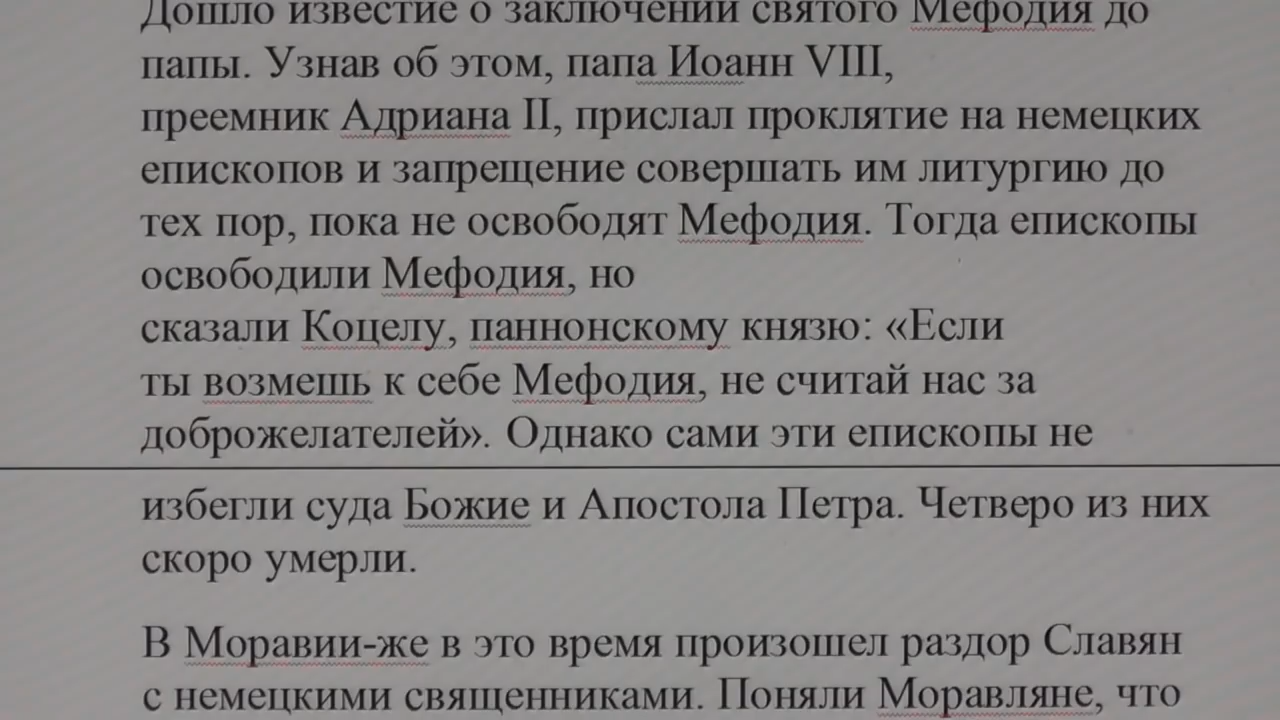 Дошло известие о заключении святого Мефодия до
папы. Узнав об этом, папа Иоанн VIII,
преемник Адриана II, прислал проклятие на немецких
епископов и запрещение совершать им литургию до
тех пор, пока не освободят Мефодия. Тогда епископы
освободили Мефодия, но
сказали Коцелу, паннонскому князю: «Если
ты возмешь к себе Мефодия, не считай нас за
доброжелателей». Однако сами эти епископы не
избегли суда Божие и Апостола Петра. Четверо из них
скоро умерли.
В Моравии-же в это время произошел раздор Славян
с немецкими священниками. Поняли Моравляне, что